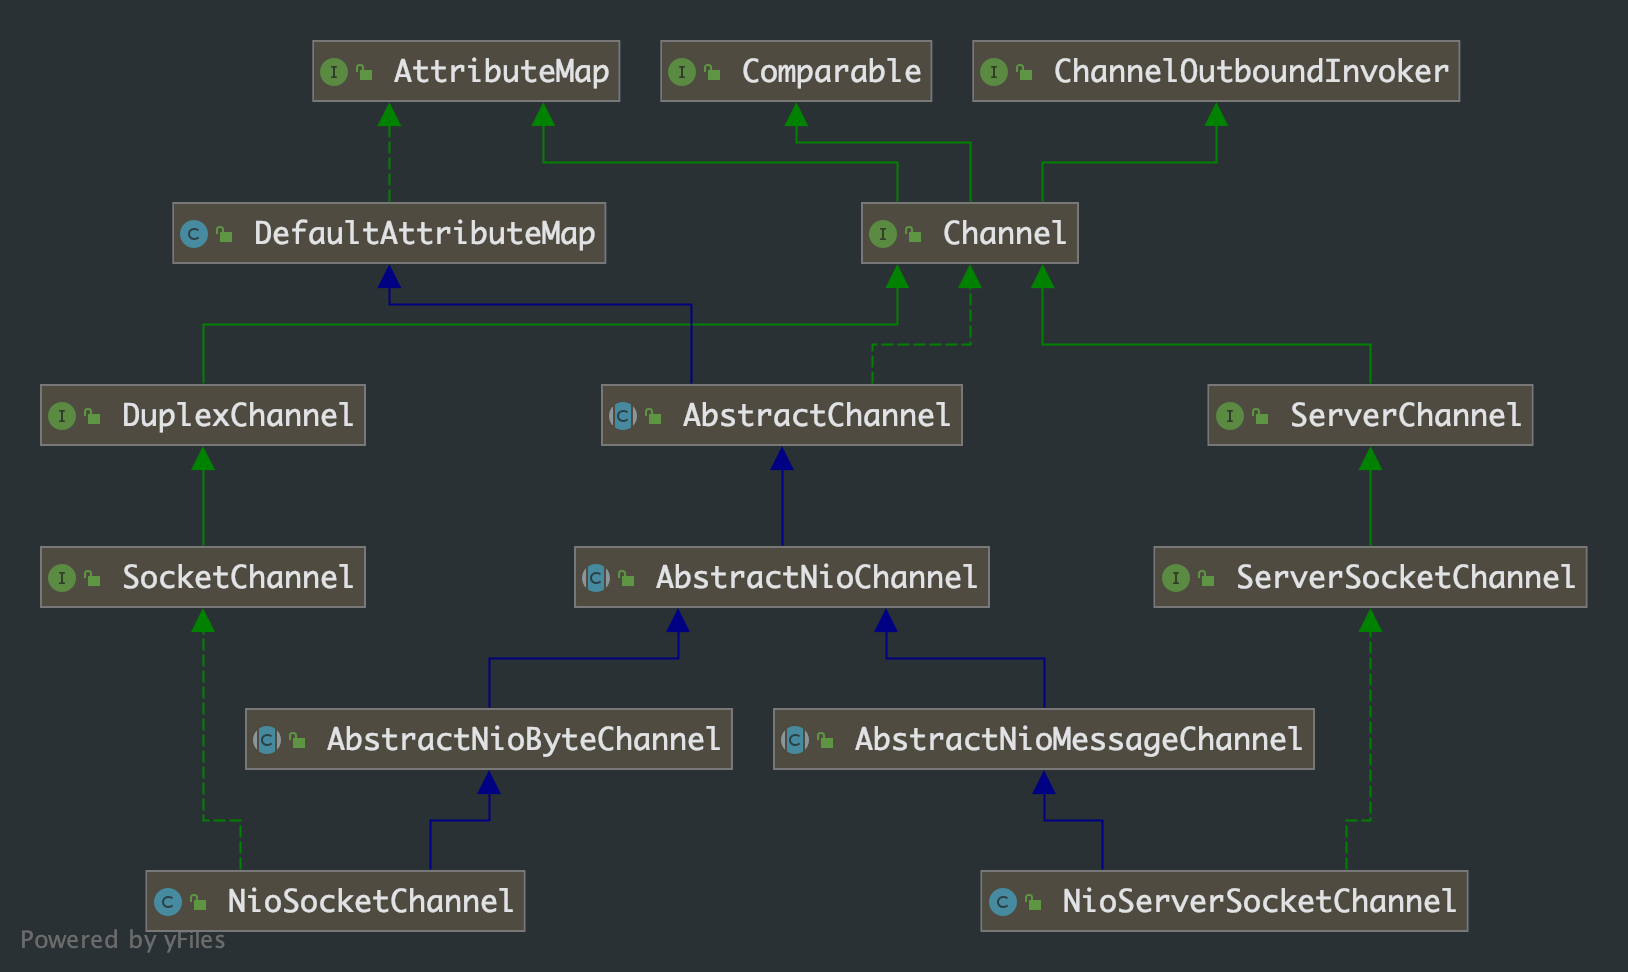 I AttributeMap
I Comparable
I ChannelOutboundInvoker
C DefaultAttributeMap
I Channel
I DuplexChannel
C AbstractChannel
I ServerChannel
I SocketChannel
C AbstractNioChannel
I ServerSocketChannel
C AbstractNioByteChannel
C AbstractNioMessageChannel
C NioSocketChannel
C NioServerSocketChannel
Powered by yFiles